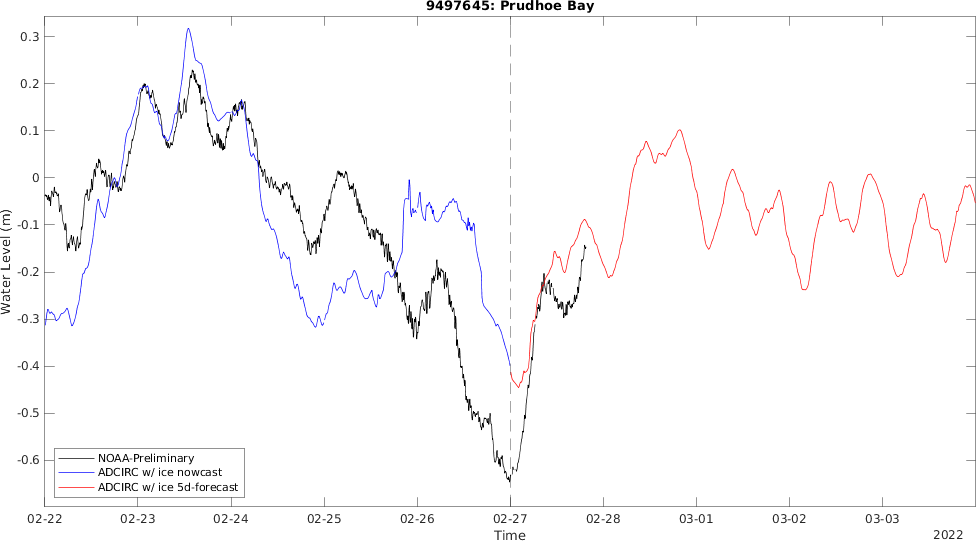 9497645: Prudhoe Bay
0.3
0.2
0.1
0
-0.1
-0.2
-0.3
-0.4
-0.5
-0.6
Water Level (m)
NOAA-Preliminary
ADCIRC w/ ice nowcast
ADCIRC w/ ice 5d-forecast
02-22 02-23 02-24 02-25 02-26 02-27 02-28 03-01 03-02 03-03
Time
2022